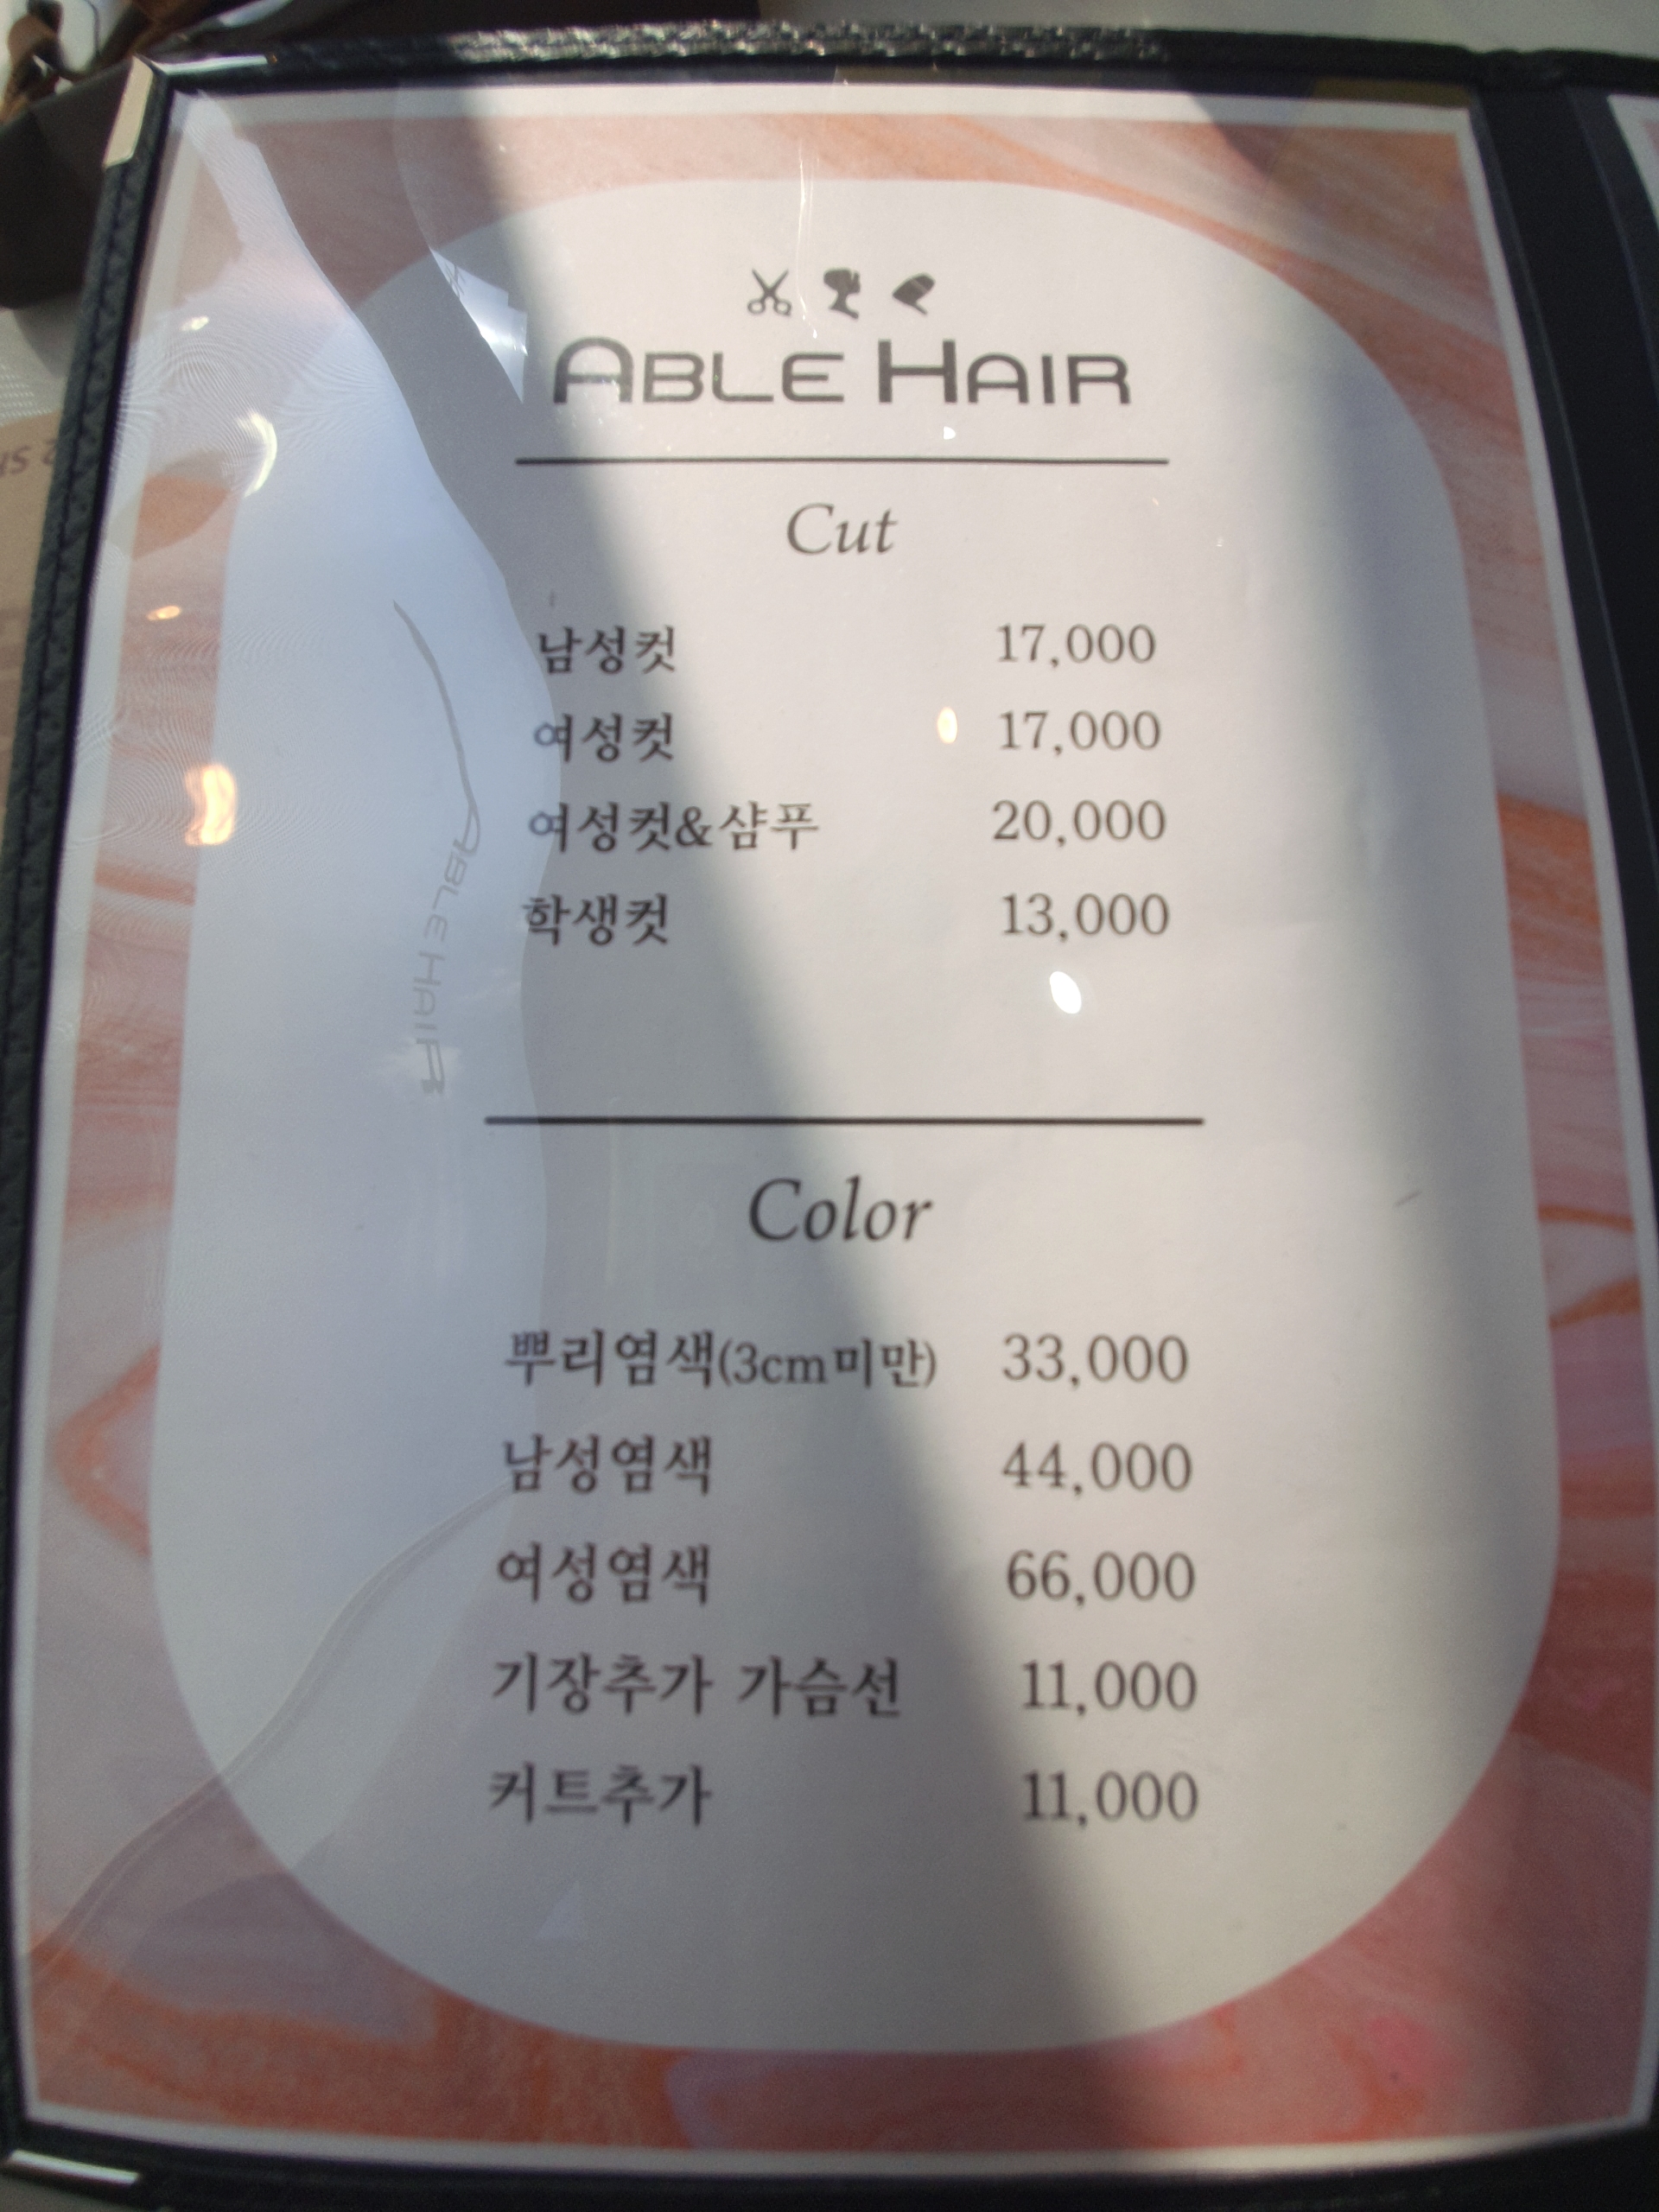 ABLE HAIR
Cut
남성컷 17,000
여성컷 17,000
여성컷&샴푸 20,000
학생컷 13,000
Color
뿌리염색(3cm미만) 33,000
남성염색 44,000
여성염색 66,000
기장추가 가슴선 11,000
커트추가 11,000
ABLE HAIR